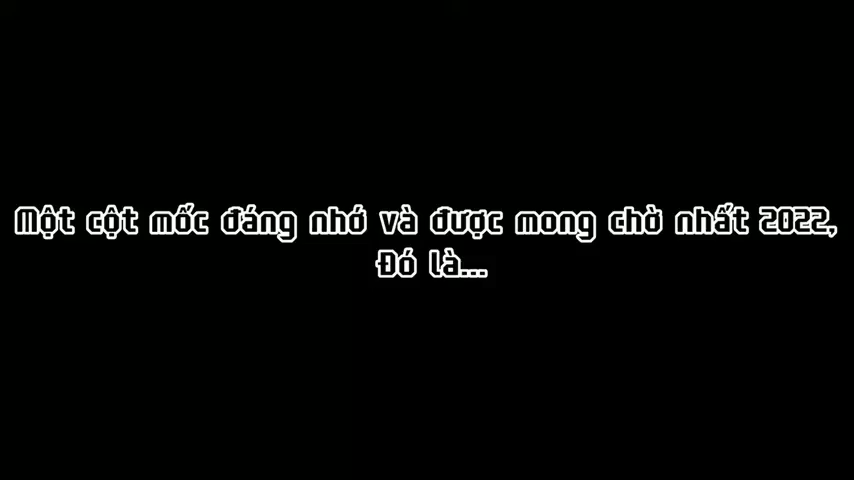 Một cột mốc đáng nhớ và được mong chờ nhất 2022,
Đó là...